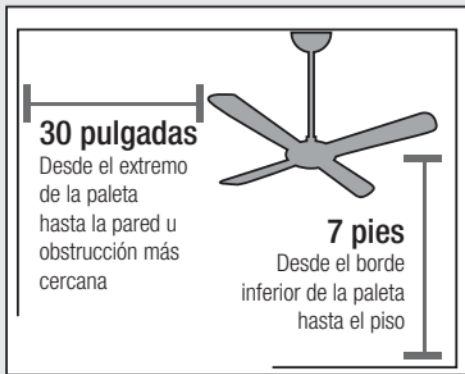 30 pulgadas
Desde el extremo
de la paleta
hasta la pared u
obstrucción más
cercana
7 pies
Desde el borde
inferior de la paleta
hasta el piso